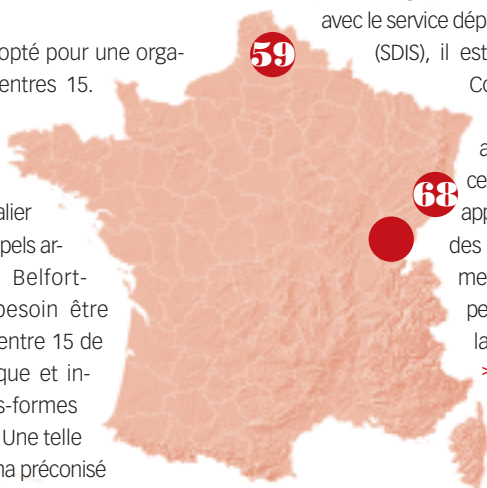 opté pour une orga-
entres 15.
alier
pels ar-
Belfort-
besoin être
entre 15 de
que et in-
s-formes
Une telle
na préconisé
59
68
avec le service dép
(SDIS), il est
Co
a
ce
app
des
me
pe
la
>